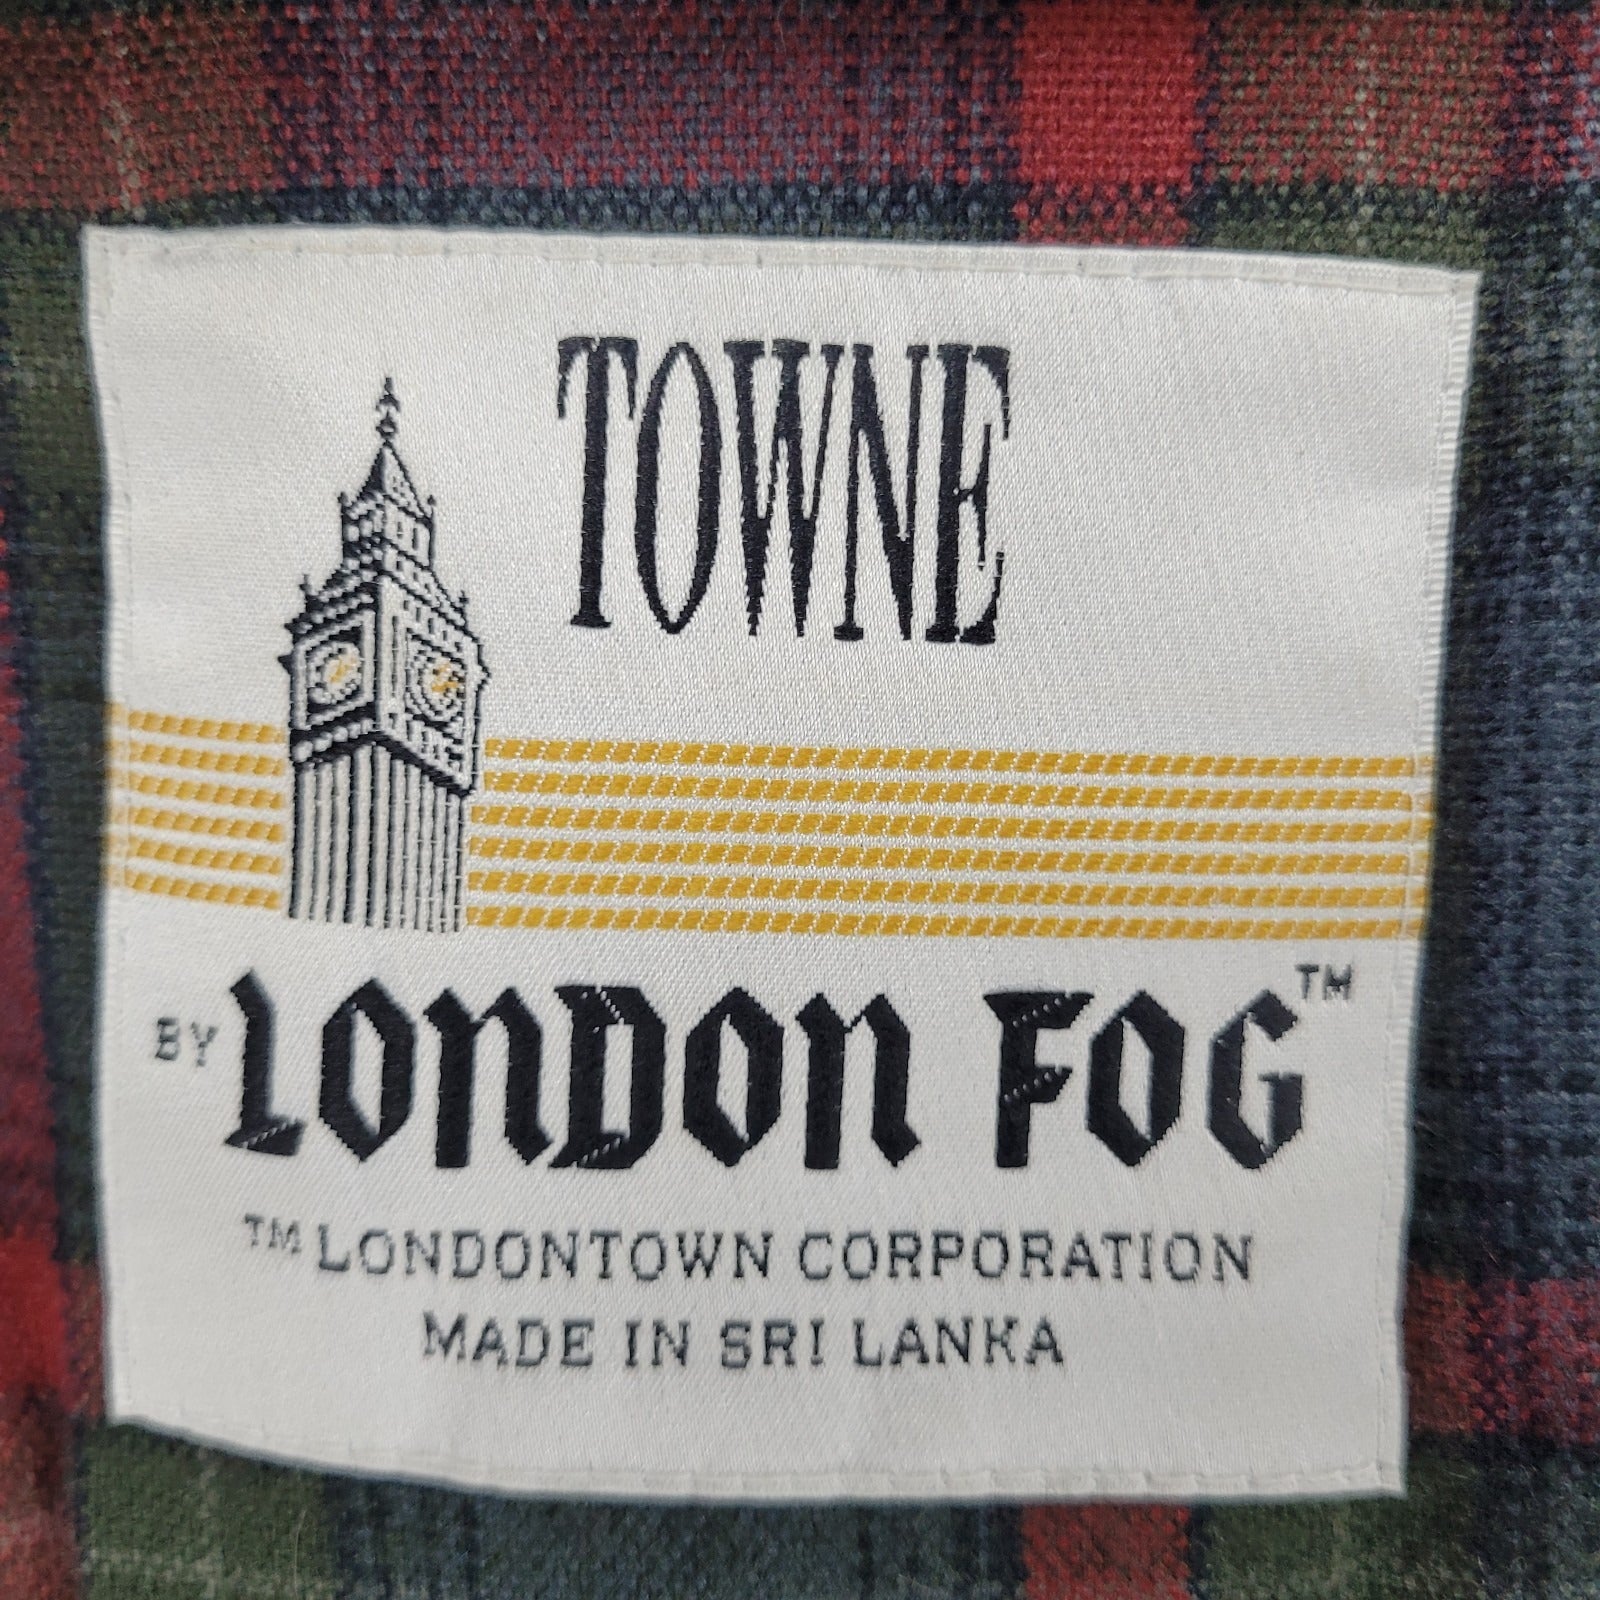 TOWNE
BY LONDON FOG™
™ LONDONTOWN CORPORATION
MADE IN SRI LANKA